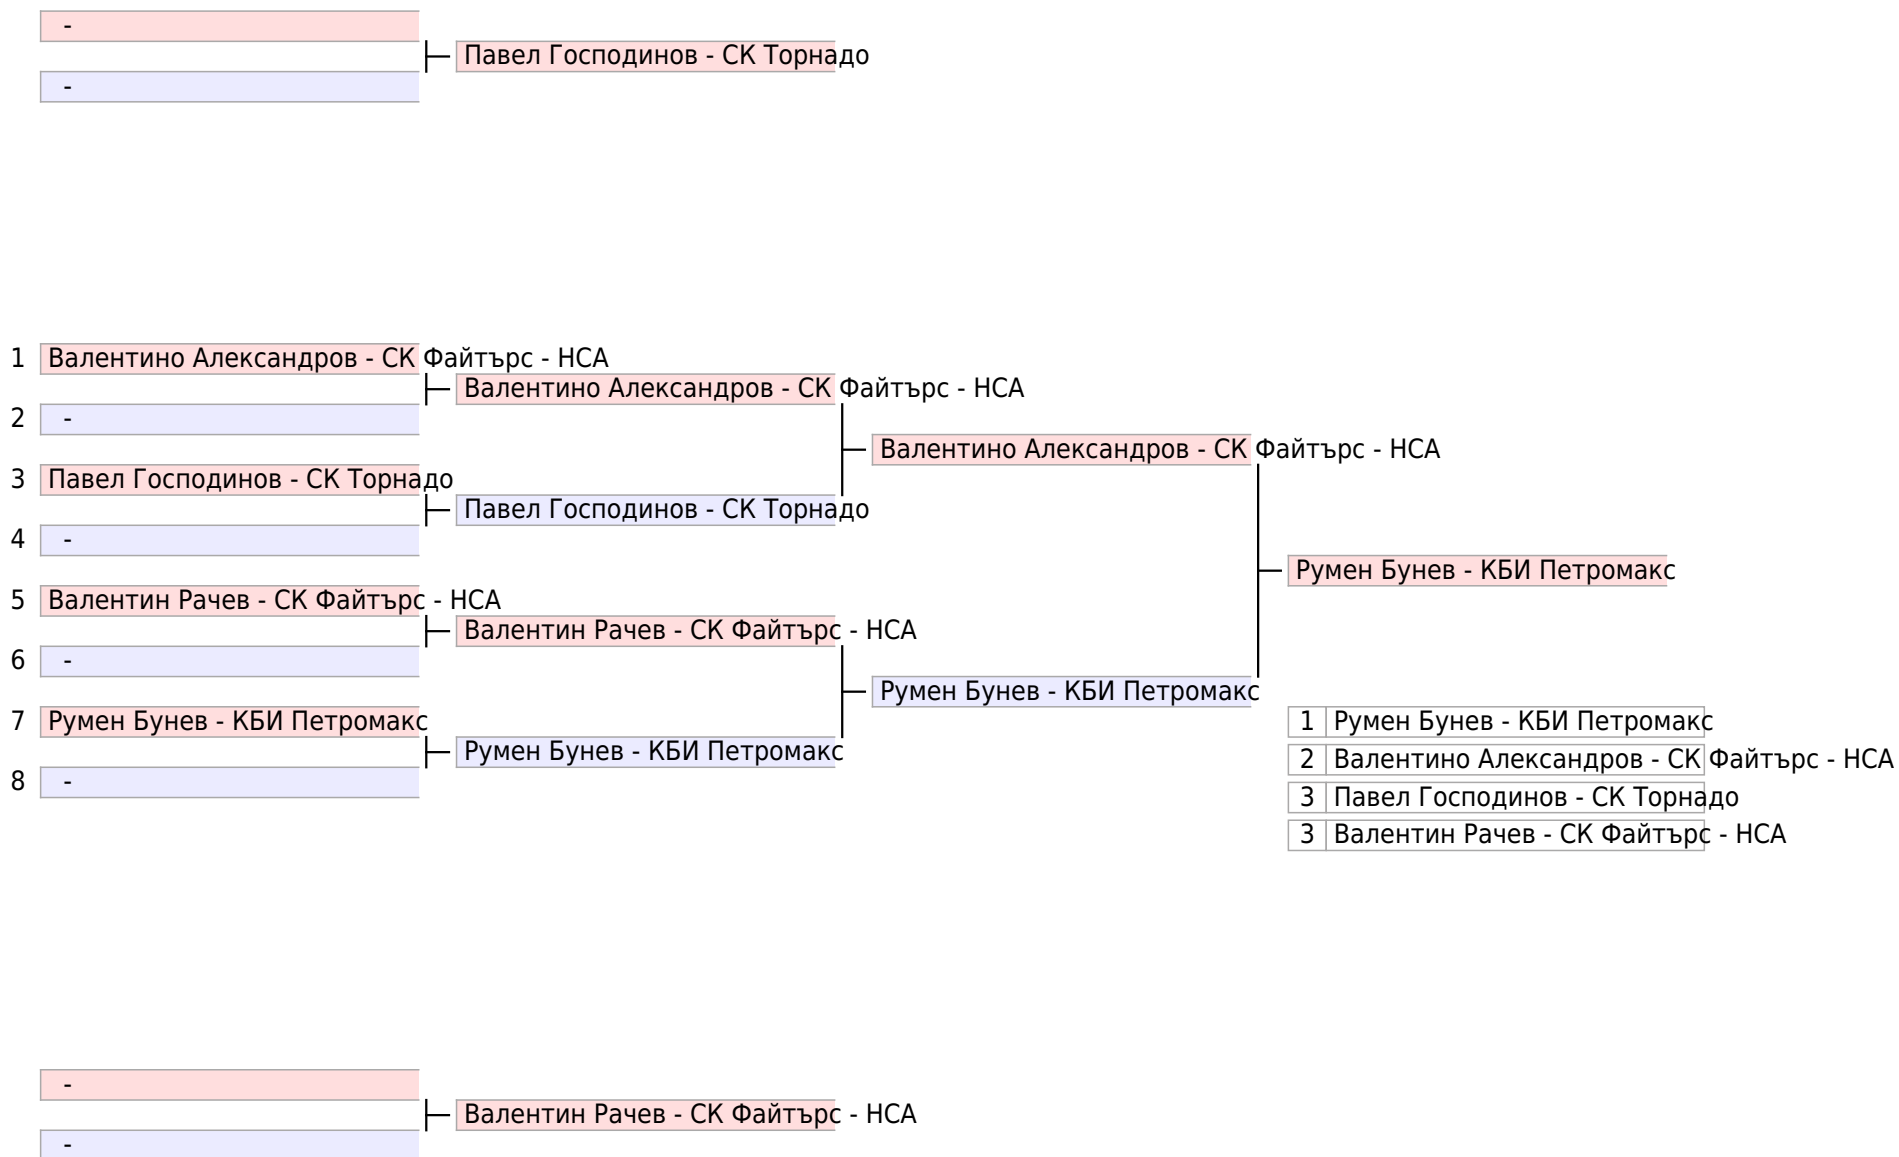 -
Павел Господинов - СК Торнадо
-
1 Валентино Александров - СК Файтърс - НСА
Валентино Александров - СК Файтърс - НСА
2 -
Валентино Александров - СК Файтърс - НСА
3 Павел Господинов - СК Торнадо
Павел Господинов - СК Торнадо
4 -
Румен Бунев - КБИ Петромакс
5 Валентин Рачев - СК Файтърс - НСА
Валентин Рачев - СК Файтърс - НСА
6 -
Румен Бунев - КБИ Петромакс
7 Румен Бунев - КБИ Петромакс
Румен Бунев - КБИ Петромакс
8 -
1 Румен Бунев - КБИ Петромакс
2 Валентино Александров - СК Файтърс - НСА
3 Павел Господинов - СК Торнадо
3 Валентин Рачев - СК Файтърс - НСА
-
Валентин Рачев - СК Файтърс - НСА
-